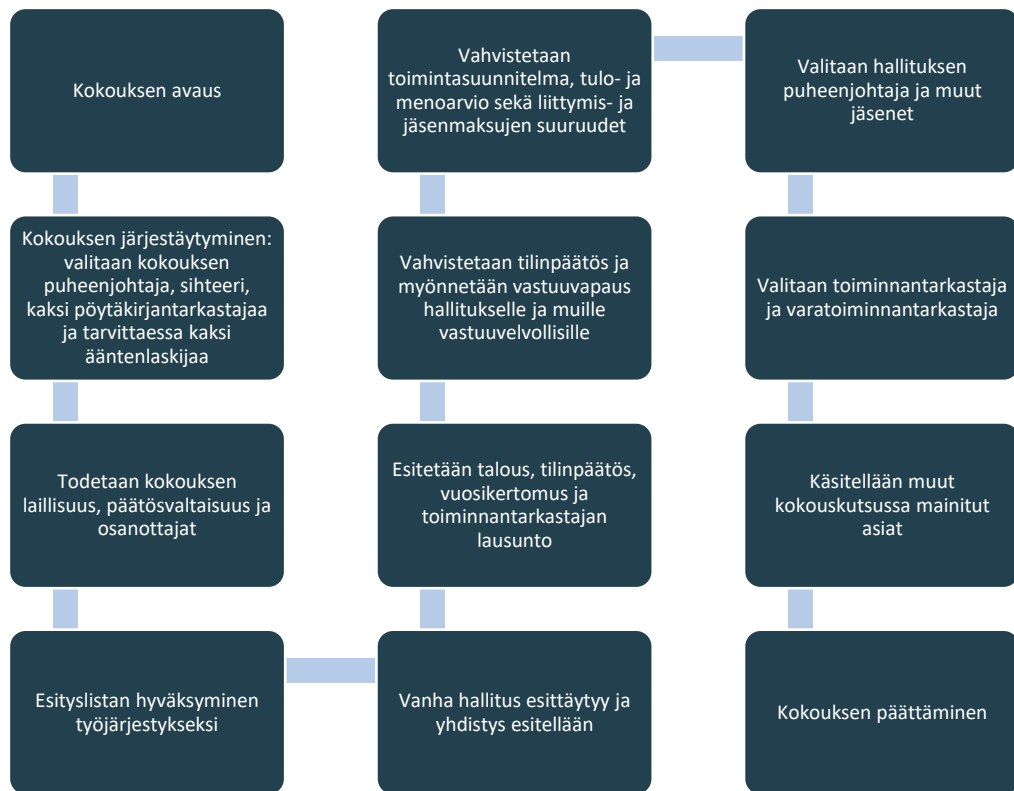 Kokouksen avaus
Kokouksen järjestäytyminen:
valitaan kokouksen
puheenjohtaja, sihteeri,
kaksi pöytäkirjantarkastajaa
ja tarvittaessa kaksi
ääntenlaskijaa
Todetaan kokouksen
laillisuus, päätösvaltaisuus ja
osanottajat
Esityslistan hyväksyminen
työjärjestykseksi
Vanha hallitus esittäytyy ja
yhdistys esitellään
Esitetään talous, tilinpäätös,
vuosikertomus ja
toiminnantarkastajan
lausunto
Vahvistetaan tilinpäätös ja
myönnetään vastuuvapaus
hallitukselle ja muille
vastuuvelvollisille
Vahvistetaan
toimintasuunnitelma, tulo- ja
menoarvio sekä liittymis- ja
jäsenmaksujen suuruudet
Valitaan hallituksen
puheenjohtaja ja muut
jäsenet
Valitaan toiminnantarkastaja
ja varatoiminnantarkastaja
Käsitellään muut
kokouskutsussa mainitut
asiat
Kokouksen päättäminen